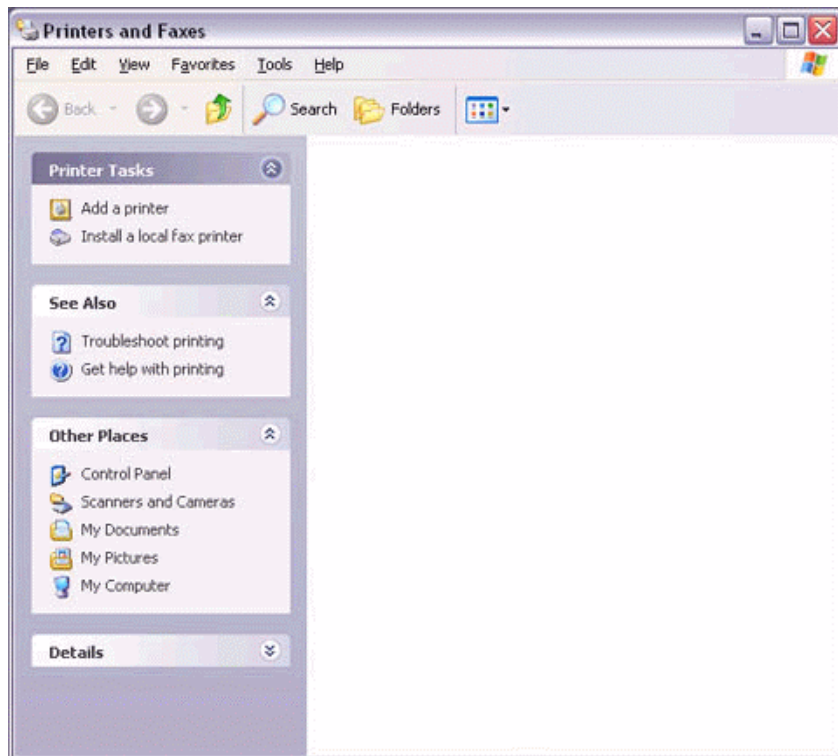 Printers and Faxes
File Edit View Favorites Tools Help
Back Search Folders
Printer Tasks
Add a printer
Install a local fax printer
See Also
Troubleshoot printing
Get help with printing
Other Places
Control Panel
Scanners and Cameras
My Documents
My Pictures
My Computer
Details